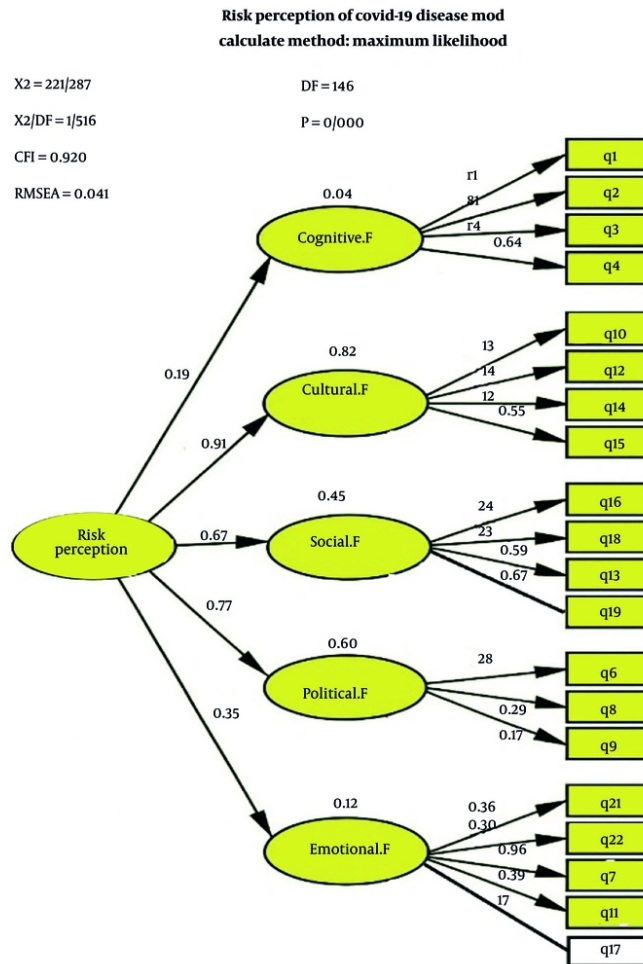 Risk perception of covid-19 disease mod
calculate method: maximum likelihood
X2 = 221/287
DF = 146
X2/DF = 1/516
P = 0/000
CFI = 0.920
RMSEA = 0.041
0.04
Cognitive.F
r1
81
r4
0.64
q1
q2
q3
q4
0.19
0.82
Cultural.F
13
14
12
0.55
q10
q12
q14
q15
0.91
0.45
Social.F
24
23
0.59
0.67
q16
q18
q13
q19
Risk
perception
0.67
0.77
0.60
Political.F
28
0.29
0.17
q6
q8
q9
0.35
0.12
Emotional.F
0.36
0.30
0.96
0.39
17
q21
q22
q7
q11
q17